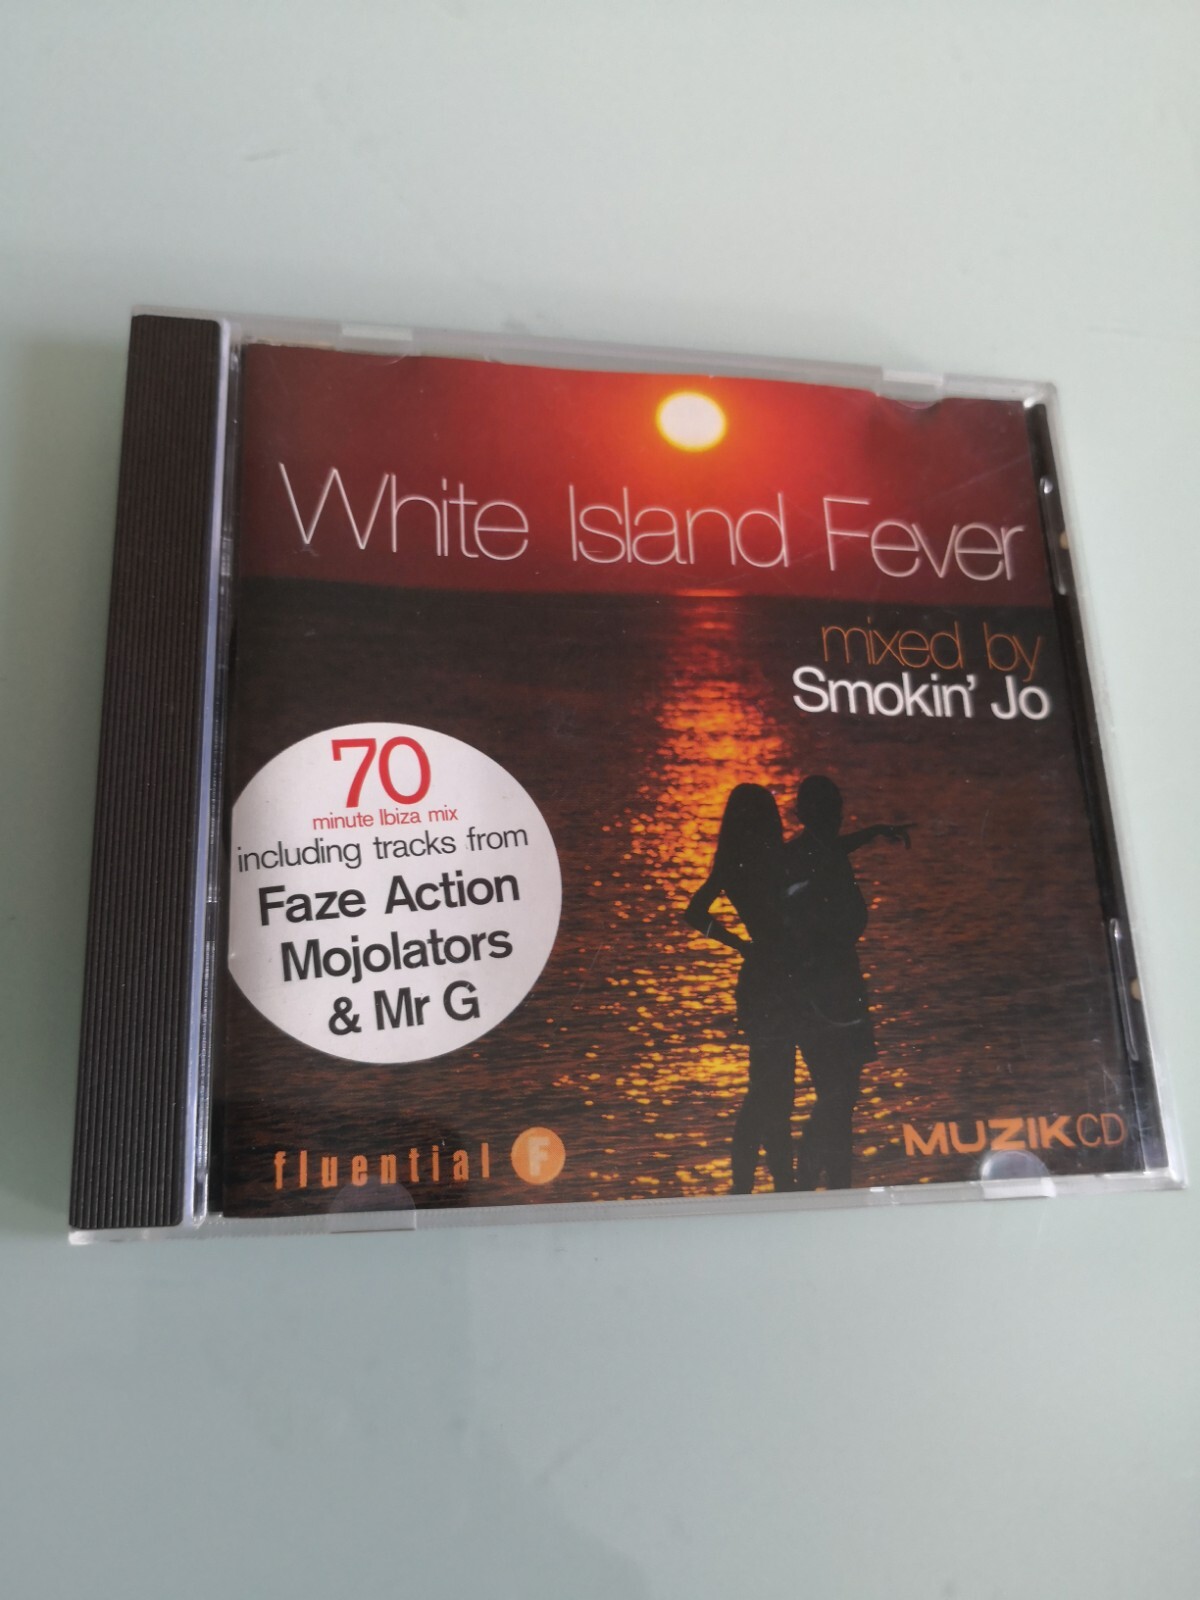 White Island Fever
mixed by
Smokin' Jo
70
minute Ibiza mix
including tracks from
Faze Action
Mojolators
& Mr G
fluential F
MUZIKCD